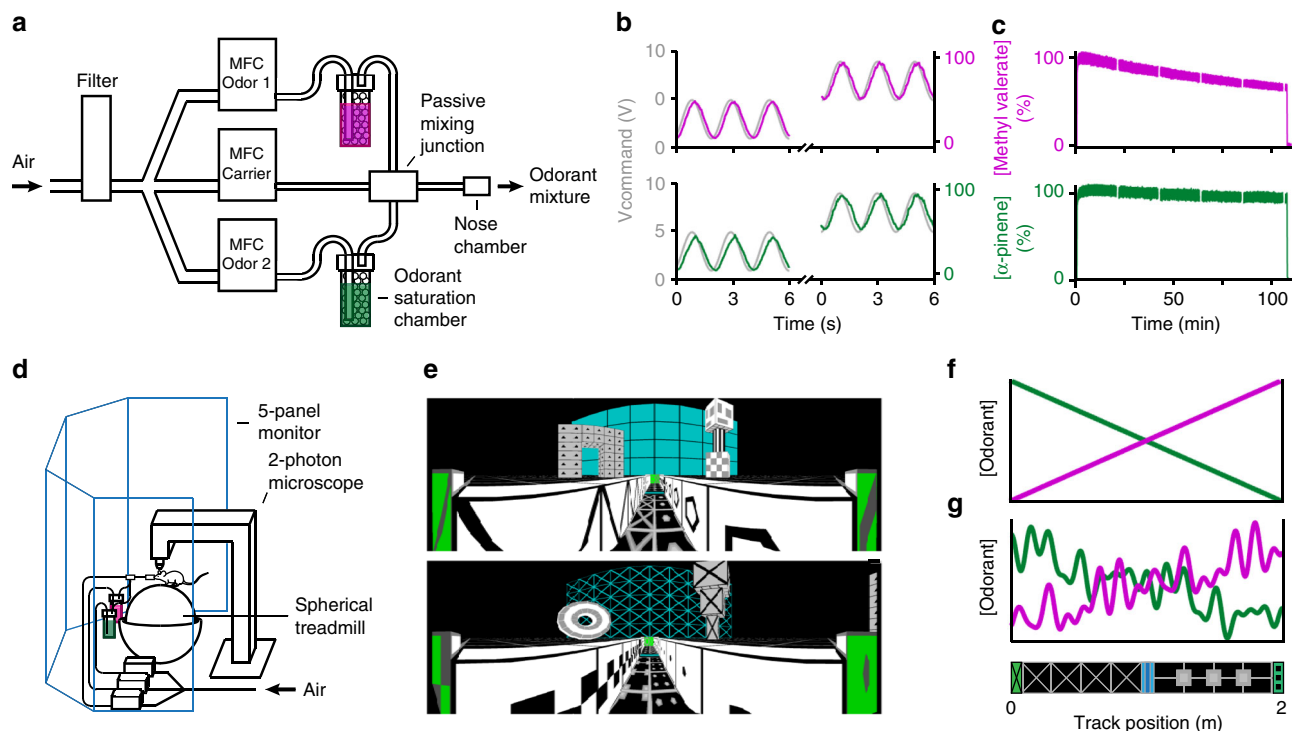 a
Filter
Air
MFC
Odor 1
MFC
Carrier
MFC
Odor 2
Passive
mixing
junction
Odorant
mixture
Nose
chamber
Odorant
saturation
chamber
b
Vcommand (V)
10
0
0
100
0
10
5
0
100
0
0
3
6
0
3
6
Time (s)
c
[Methyl valerate]
(%)
100
0
[α-pinene]
(%)
100
0
0
50
100
Time (min)
d
5-panel
monitor
2-photon
microscope
Spherical
treadmill
Air
e
f
[Odorant]
g
[Odorant]
0
2
Track position (m)